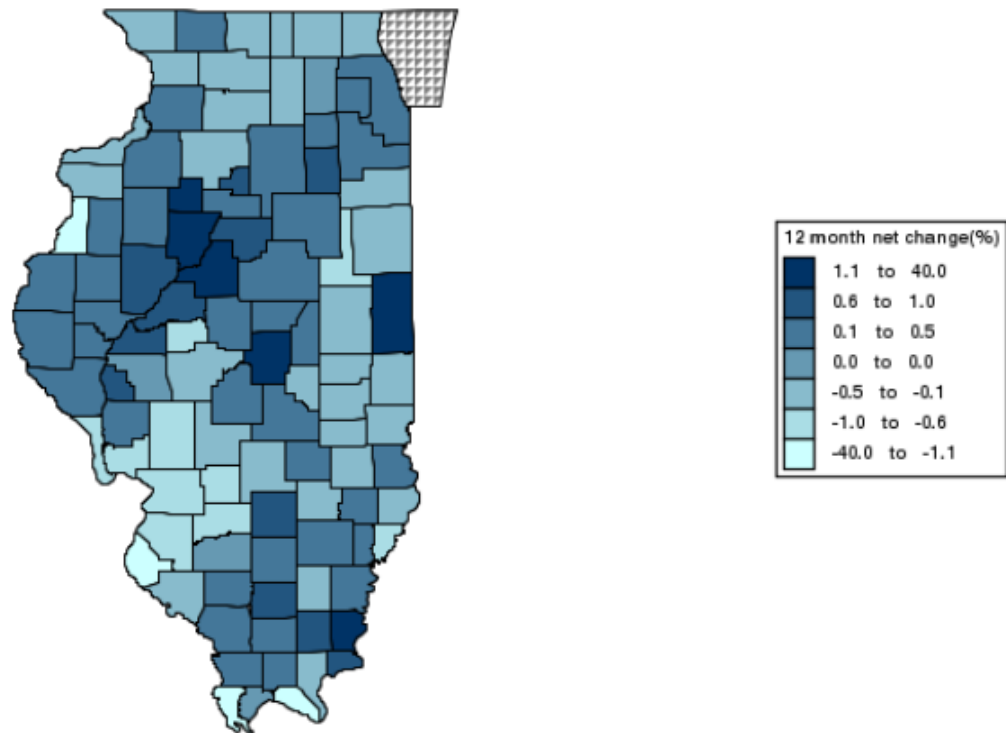 12 month net change(%)
1.1 to 40.0
0.6 to 1.0
0.1 to 0.5
0.0 to 0.0
-0.5 to -0.1
-1.0 to -0.6
-40.0 to -1.1